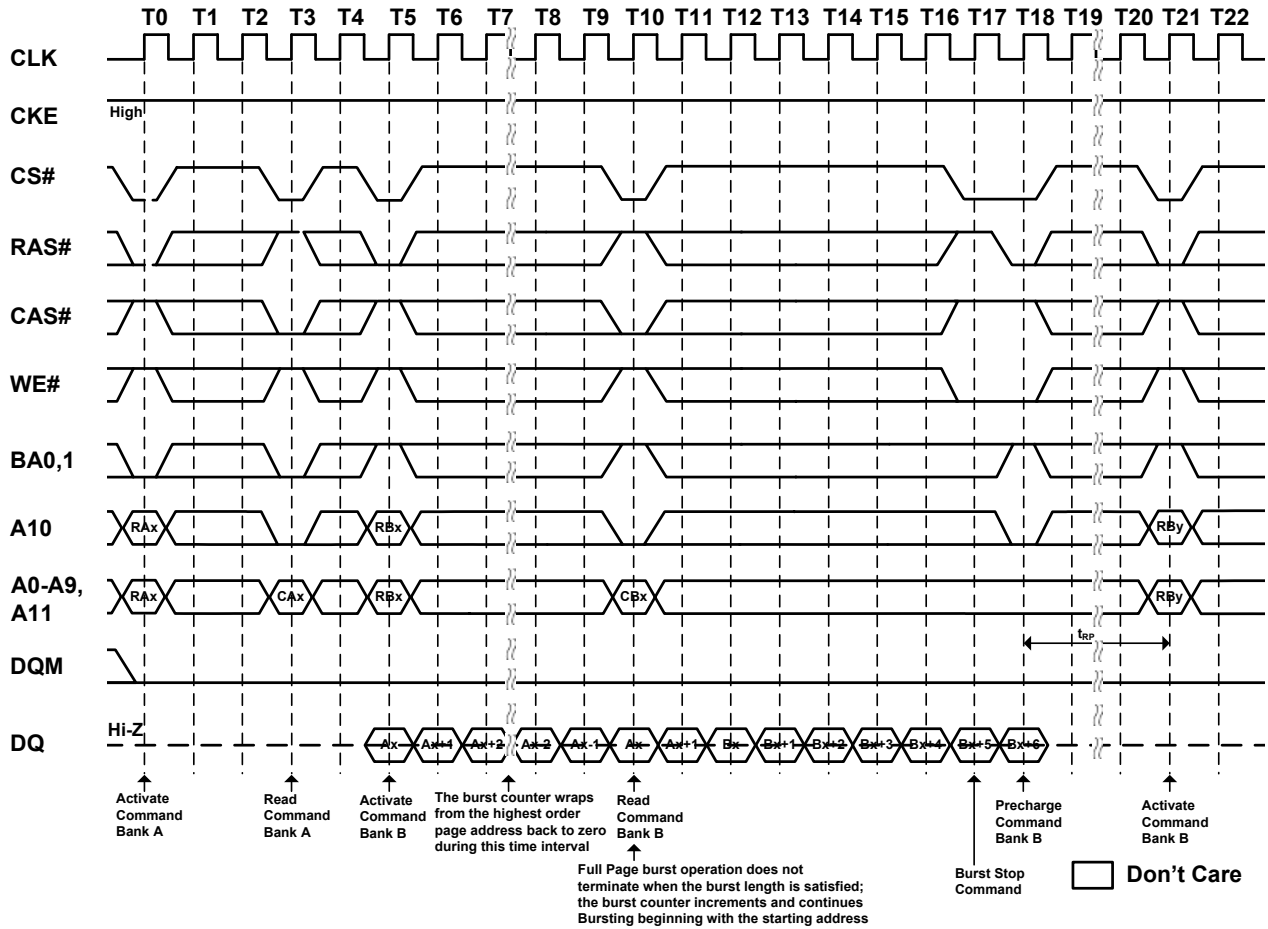 T0 T1 T2 T3 T4 T5 T6 T7 T8 T9 T10 T11 T12 T13 T14 T15 T16 T17 T18 T19 T20 T21 T22
CLK
CKE High
CS#
RAS#
CAS#
WE#
BA0,1
A10 RAx RBx RBy
A0-A9,
A11
RAx CAx RBx CBx RBy
tRP
DQM
Hi-Z
DQ Ax Ax+1 Ax+2 Ax-2 Ax-1 Ax Ax+1 Bx Bx+1 Bx+2 Bx+3 Bx+4 Bx+5 Bx+6
Activate
Command
Bank A
Read
Command
Bank A
Activate
Command
Bank B
The burst counter wraps
from the highest order
page address back to zero
during this time interval
Read
Command
Bank B
Full Page burst operation does not
terminate when the burst length is satisfied;
the burst counter increments and continues
Bursting beginning with the starting address
Burst Stop
Command
Precharge
Command
Bank B
Activate
Command
Bank B
Don't Care